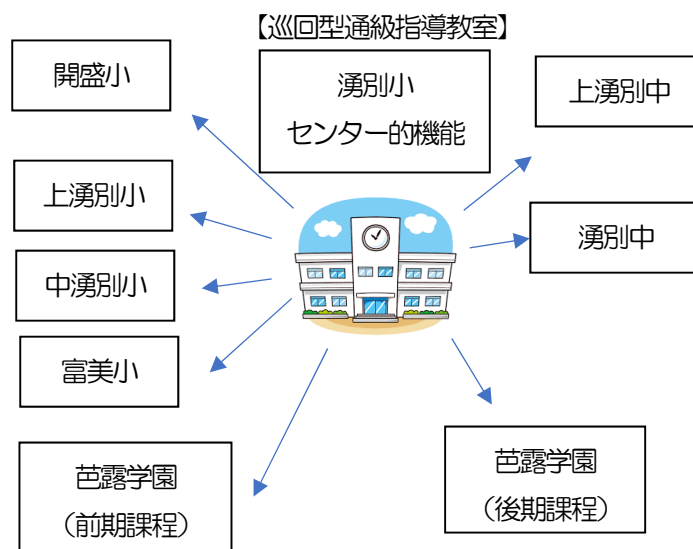 【巡回型通級指導教室】
開盛小
湧別小
センター的機能
上湧別中
上湧別小
湧別中
中湧別小
富美小
芭露学園
（前期課程）
芭露学園
（後期課程）